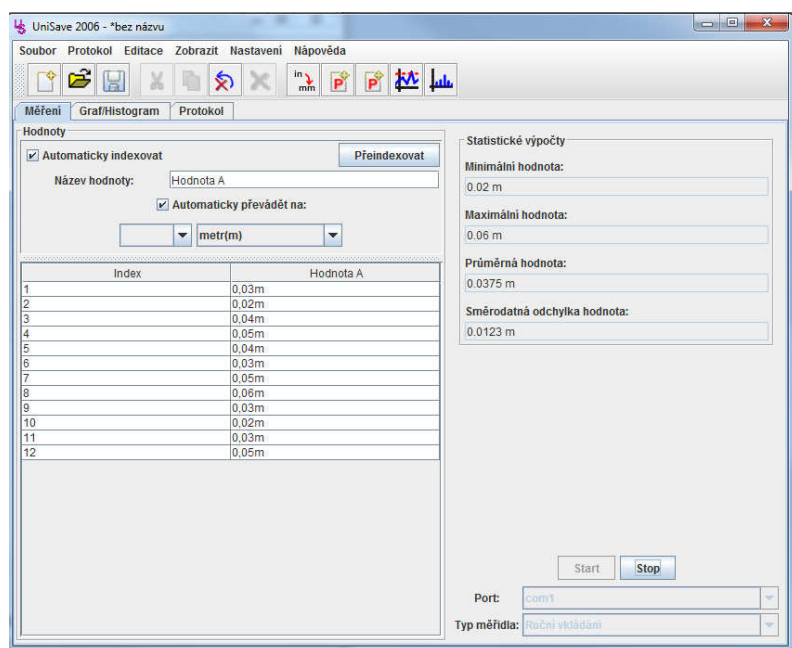 UniSave 2006 - *bez názvu
Soubor Protokol Editace Zobrazit Nastavení Nápověda
in mm P P
Měření Graf/Histogram Protokol
Hodnoty
Automaticky indexovat Přeindexovat
Název hodnoty: Hodnota A
Automaticky převádět na:
metr(m)
Index Hodnota A
1 0,03m
2 0,02m
3 0,04m
4 0,05m
5 0,04m
6 0,03m
7 0,05m
8 0,06m
9 0,03m
10 0,02m
11 0,03m
12 0,05m
Statistické výpočty
Minimální hodnota:
0.02 m
Maximální hodnota:
0.06 m
Průměrná hodnota:
0.0375 m
Směrodatná odchylka hodnota:
0.0123 m
Start Stop
Port: com1
Typ měřidla: Roční vkládání